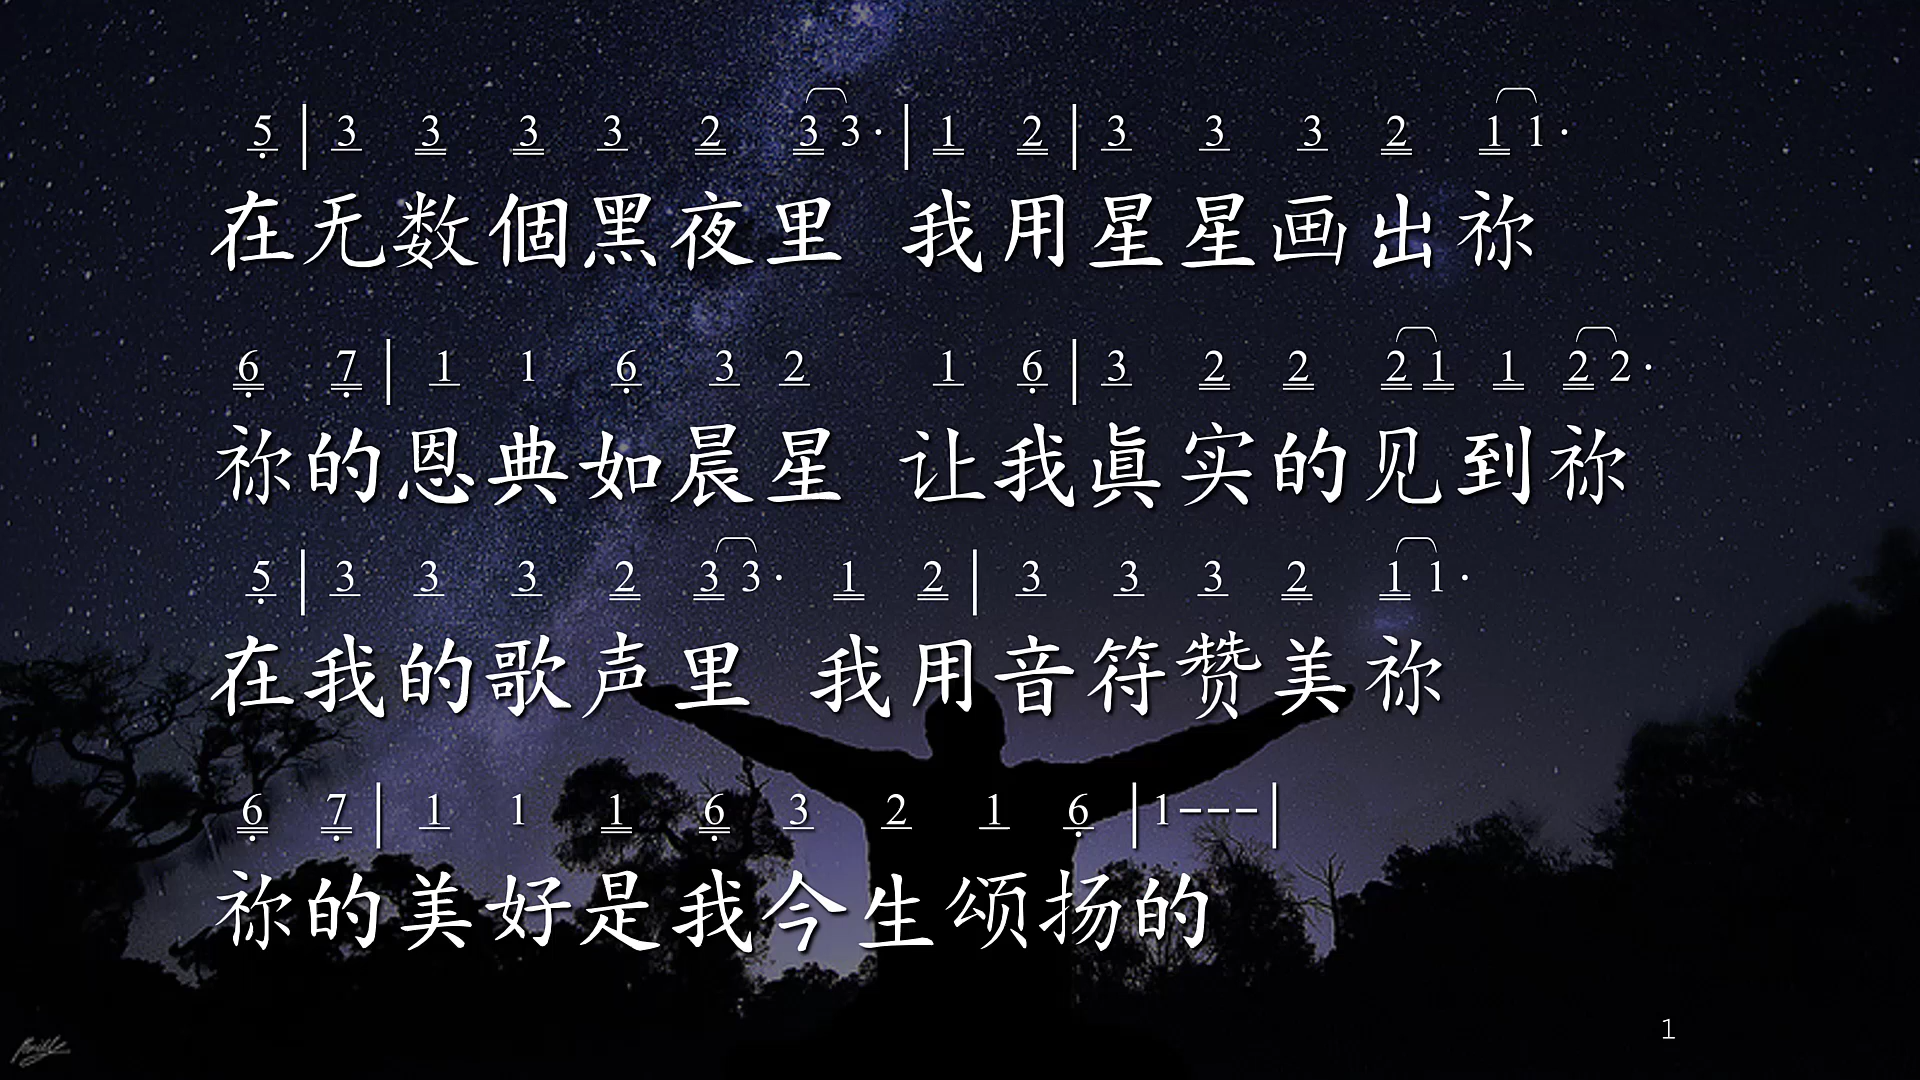 5 | 3 3 3 3 2 3 3· | 1 2 | 3 3 3 2 1 1·
在无数個黑夜里 我用星星画出祢
6 7 | 1 1 6 3 2 1 6 | 3 2 2 2 1 1 2 2·
祢的恩典如晨星 让我真实的见到祢
5 | 3 3 3 2 3 3· 1 2 | 3 3 3 2 1 1·
在我的歌声里 我用音符赞美祢
6 7 | 1 1 1 6 3 2 1 6 | 1--- |
祢的美好是我今生颂扬的
1